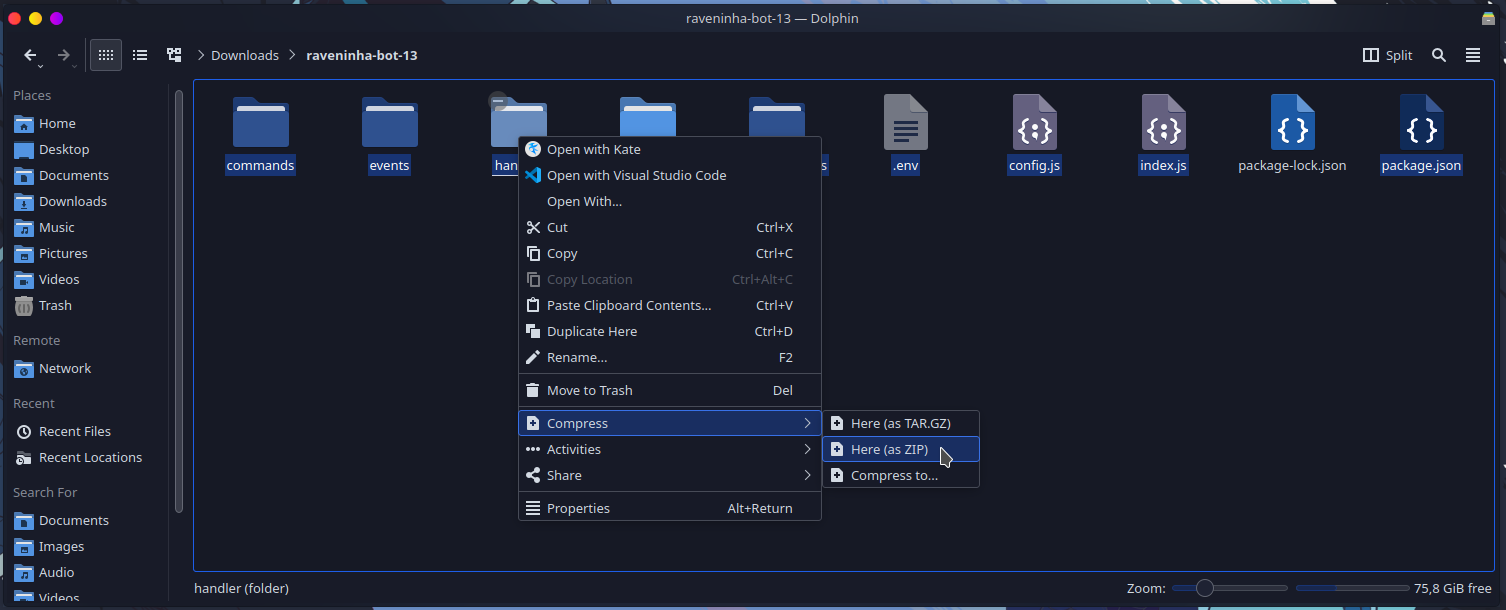 raveninha-bot-13 — Dolphin
Downloads raveninha-bot-13 Split
Places
Home
Desktop
Documents
Downloads
Music
Pictures
Videos
Trash
Remote
Network
Recent
Recent Files
Recent Locations
Search For
Documents
Images
Audio
Videos
commands events han s .env config.js index.js package-lock.json package.json
Open with Kate
Open with Visual Studio Code
Open With...
Cut Ctrl+X
Copy Ctrl+C
Copy Location Ctrl+Alt+C
Paste Clipboard Contents... Ctrl+V
Duplicate Here Ctrl+D
Rename... F2
Move to Trash Del
Compress
Activities
Share
Properties Alt+Return
Here (as TAR.GZ)
Here (as ZIP)
Compress to...
handler (folder) Zoom: 75,8 GiB free